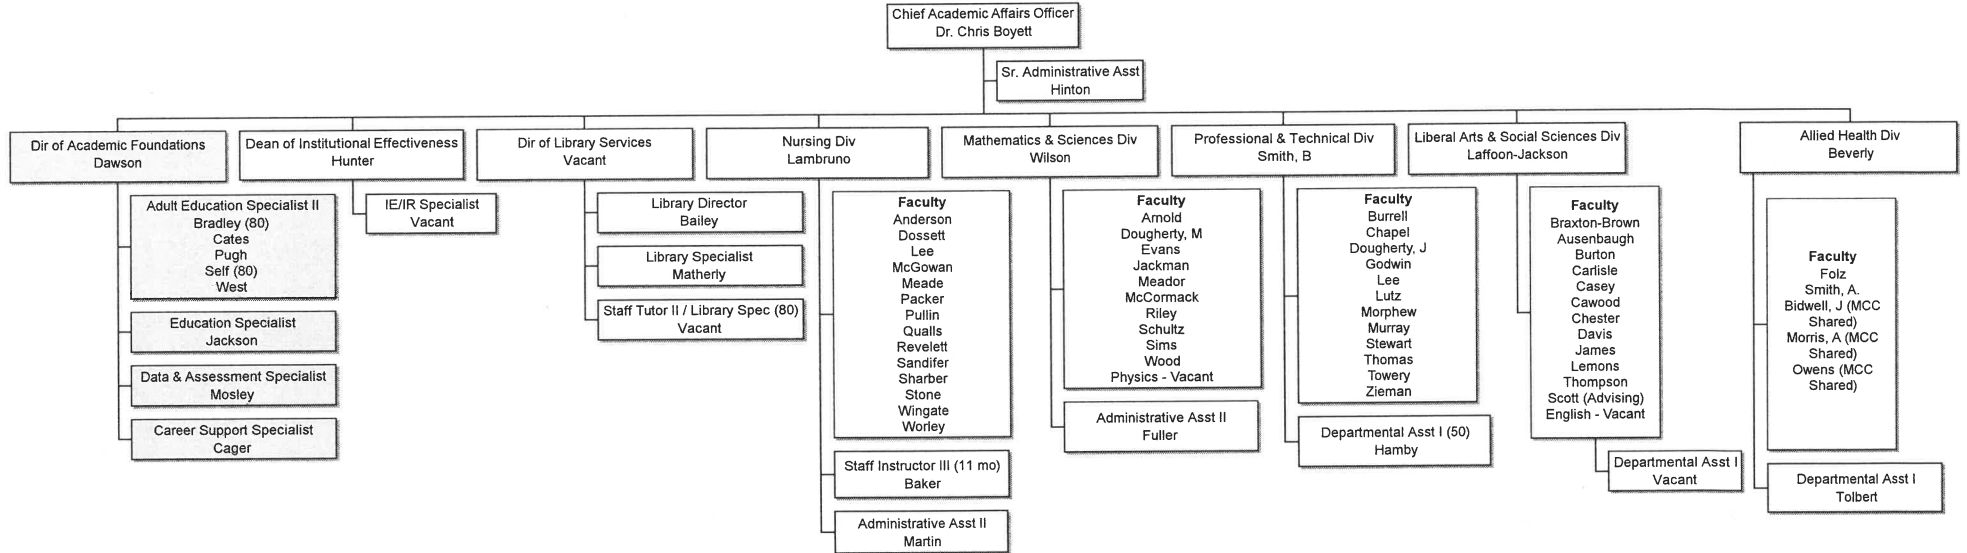 Chief Academic Affairs Officer
Dr. Chris Boyett
Sr. Administrative Asst
Hinton
Dir of Academic Foundations
Dawson
Adult Education Specialist II
Bradley (80)
Cates
Pugh
Self (80)
West
Education Specialist
Jackson
Data & Assessment Specialist
Mosley
Career Support Specialist
Cager
Dean of Institutional Effectiveness
Hunter
IE/IR Specialist
Vacant
Dir of Library Services
Vacant
Library Director
Bailey
Library Specialist
Matherly
Staff Tutor II / Library Spec (80)
Vacant
Nursing Div
Lambruno
Faculty
Anderson
Dossett
Lee
McGowan
Meade
Packer
Pullin
Qualls
Revelett
Sandifer
Sharber
Stone
Wingate
Worley
Staff Instructor III (11 mo)
Baker
Administrative Asst II
Martin
Mathematics & Sciences Div
Wilson
Faculty
Arnold
Dougherty, M
Evans
Jackman
Meador
McCormack
Riley
Schultz
Sims
Wood
Physics - Vacant
Administrative Asst II
Fuller
Professional & Technical Div
Smith, B
Faculty
Burrell
Chapel
Dougherty, J
Godwin
Lee
Lutz
Morphew
Murray
Stewart
Thomas
Towery
Zieman
Departmental Asst I (50)
Hamby
Liberal Arts & Social Sciences Div
Laffoon-Jackson
Faculty
Braxton-Brown
Ausenbaugh
Burton
Carlisle
Casey
Cawood
Chester
Davis
James
Lemons
Thompson
Scott (Advising)
English - Vacant
Departmental Asst I
Vacant
Allied Health Div
Beverly
Faculty
Folz
Smith, A.
Bidwell, J (MCC
Shared)
Morris, A (MCC
Shared)
Owens (MCC
Shared)
Departmental Asst I
Tolbert